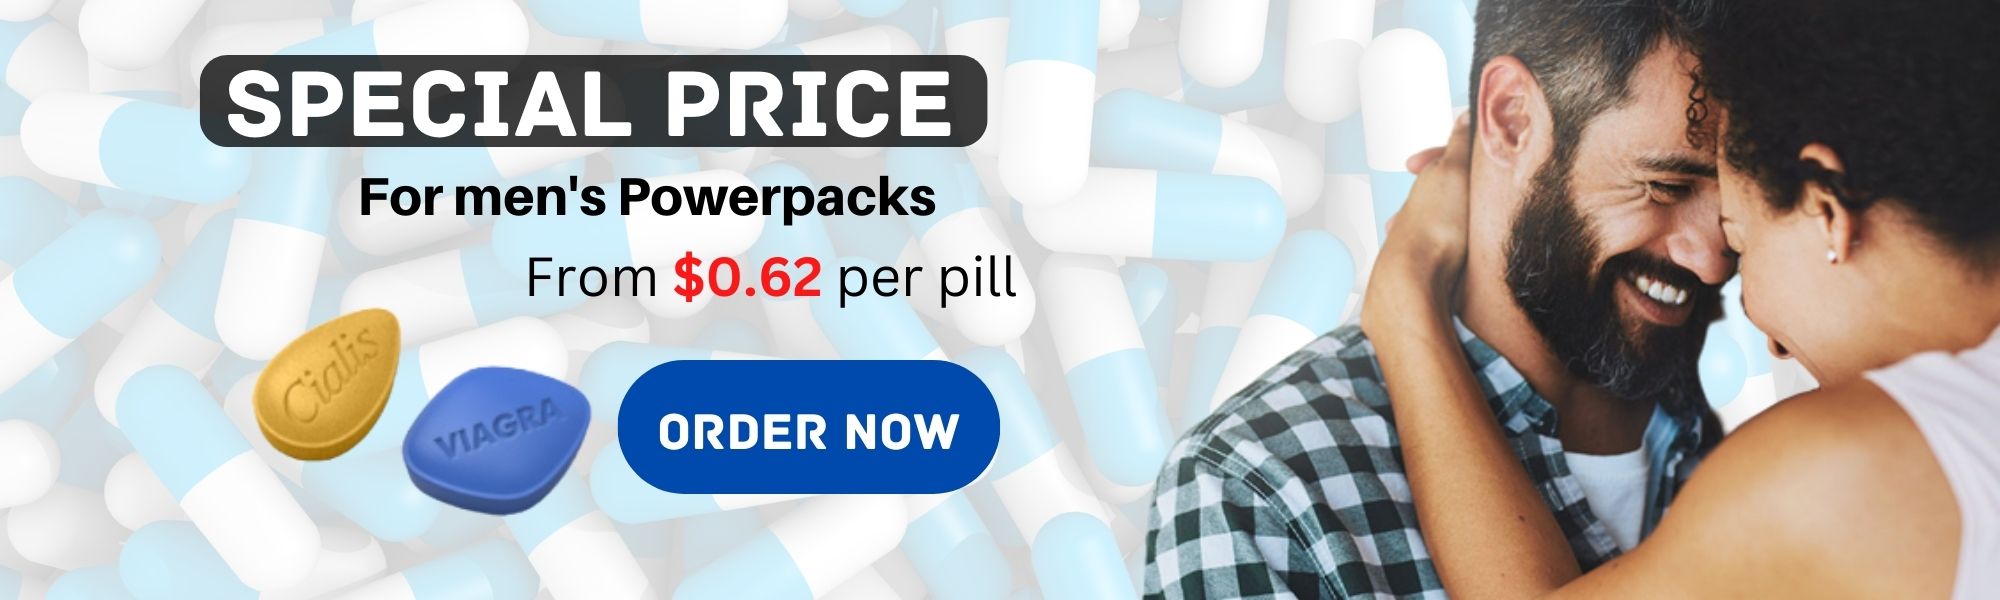 SPECIAL PRICE
For men's Powerpacks
From $0.62 per pill
Cialis
VIAGRA
ORDER NOW